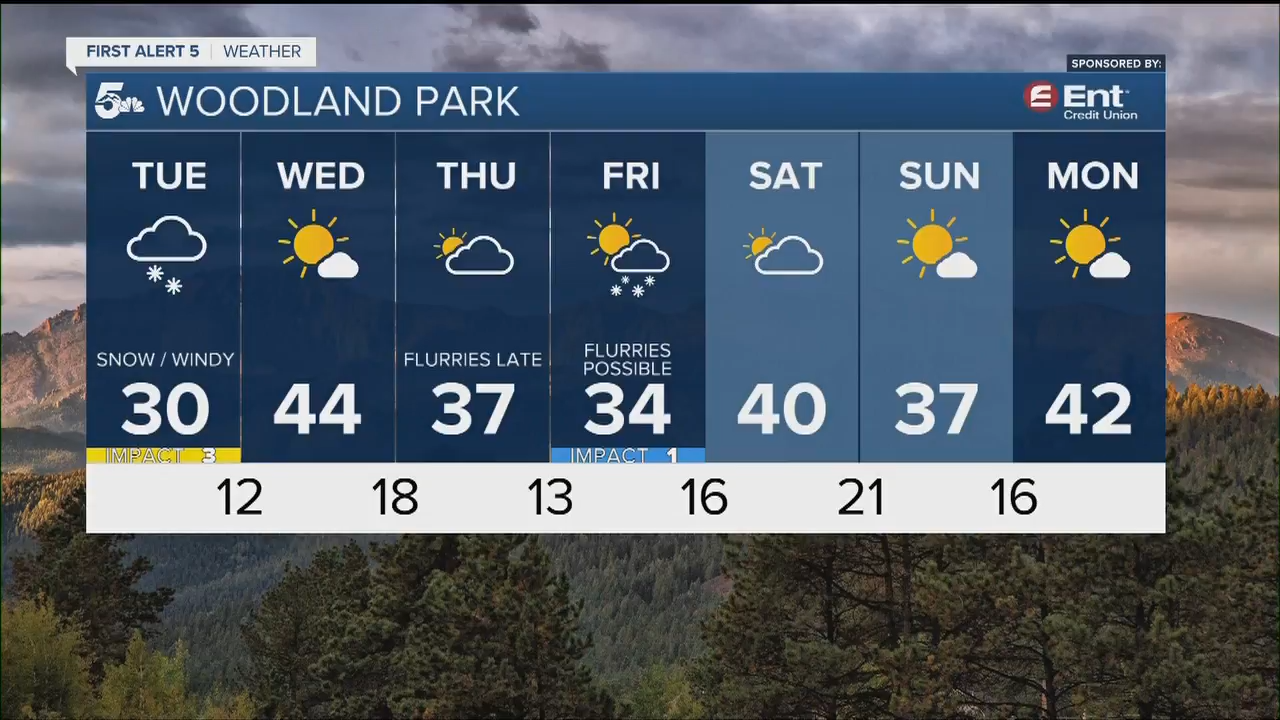 FIRST ALERT 5 | WEATHER
SPONSORED BY:
5 WOODLAND PARK
Ent
Credit Union
TUE WED THU FRI SAT SUN MON
SNOW / WINDY FLURRIES LATE FLURRIES
POSSIBLE
30 44 37 34 40 37 42
IMPACT 3 IMPACT 1
12 18 13 16 21 16